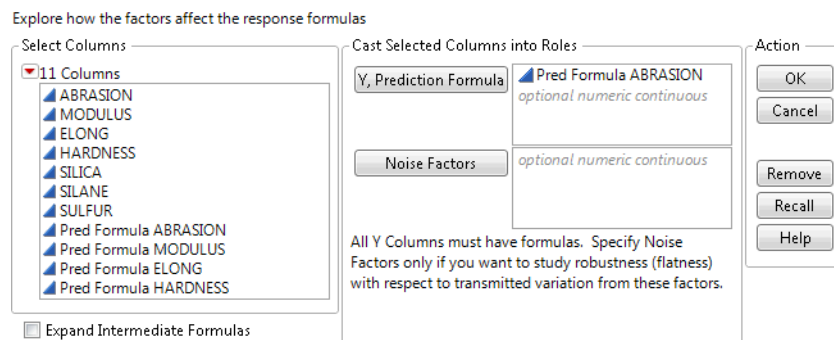 Explore how the factors affect the response formulas
Select Columns
11 Columns
ABRASION
MODULUS
ELONG
HARDNESS
SILICA
SILANE
SULFUR
Pred Formula ABRASION
Pred Formula MODULUS
Pred Formula ELONG
Pred Formula HARDNESS
Expand Intermediate Formulas
Cast Selected Columns into Roles
Y, Prediction Formula
Pred Formula ABRASION
optional numeric continuous
Noise Factors
optional numeric continuous
All Y Columns must have formulas. Specify Noise
Factors only if you want to study robustness (flatness)
with respect to transmitted variation from these factors.
Action
OK
Cancel
Remove
Recall
Help